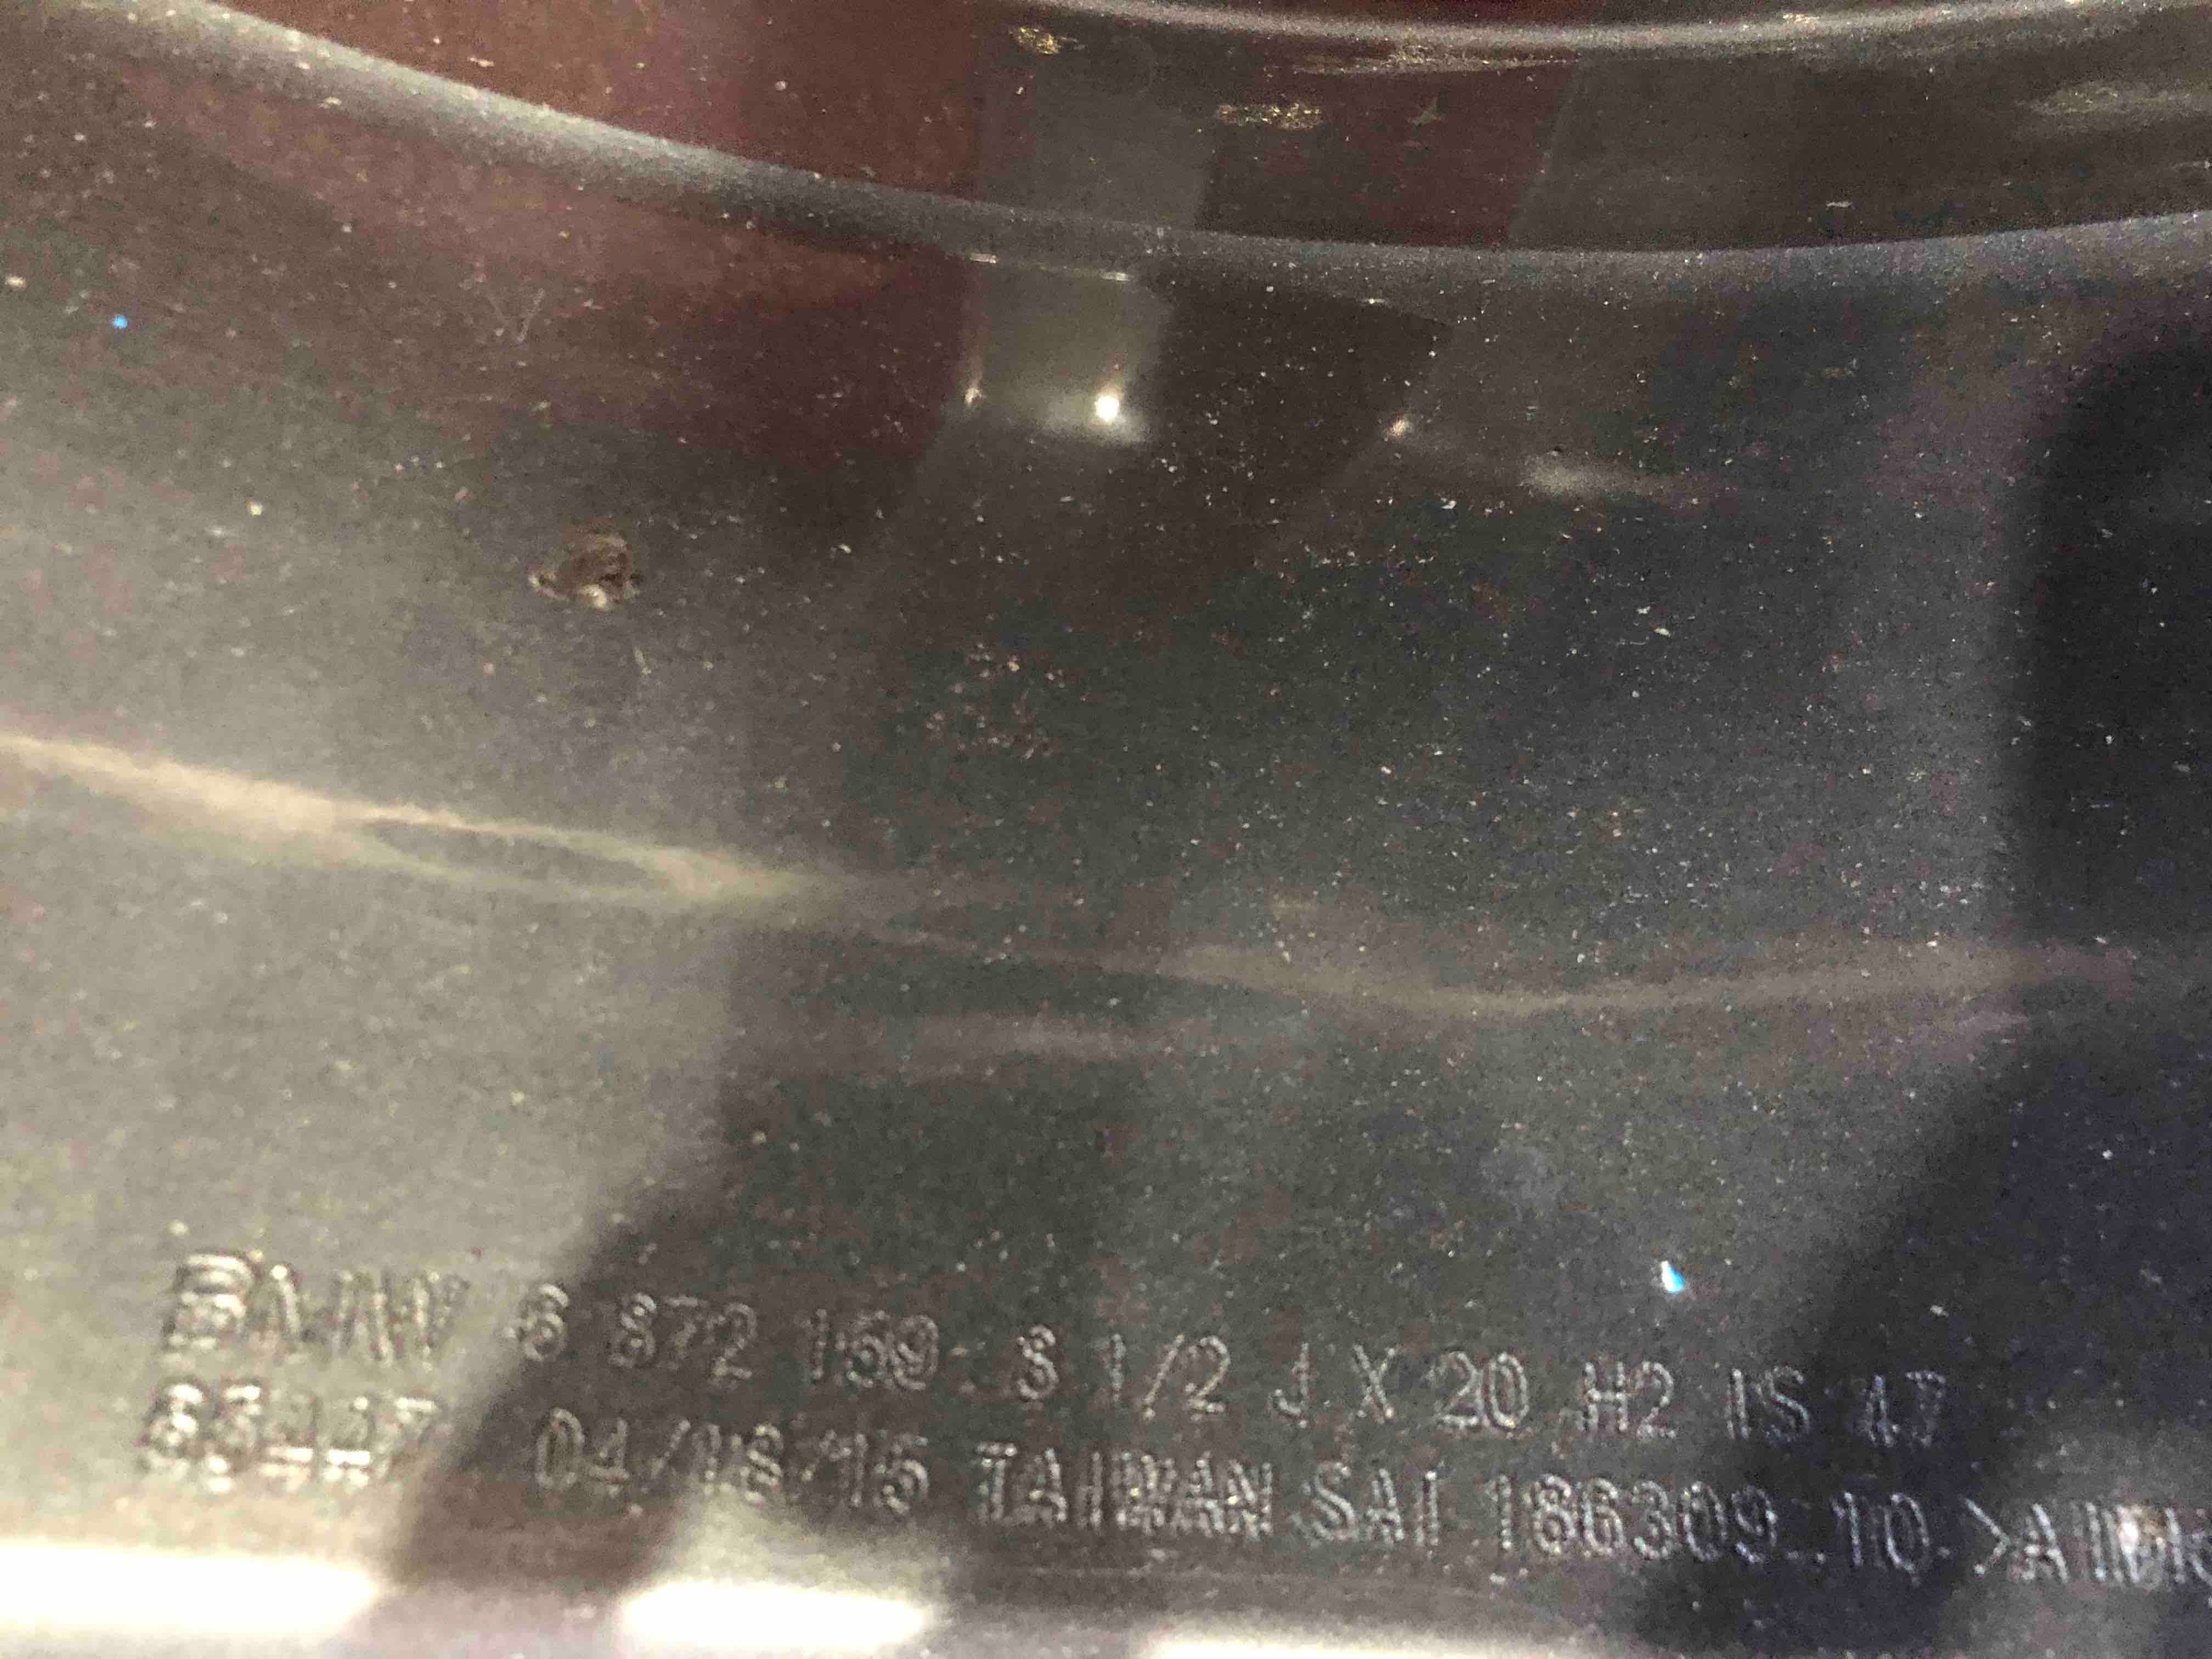 BMW 6 872 159 8 1/2 J X 20 H2 IS 47
04/18/15 TAIWAN SAI 186309 10